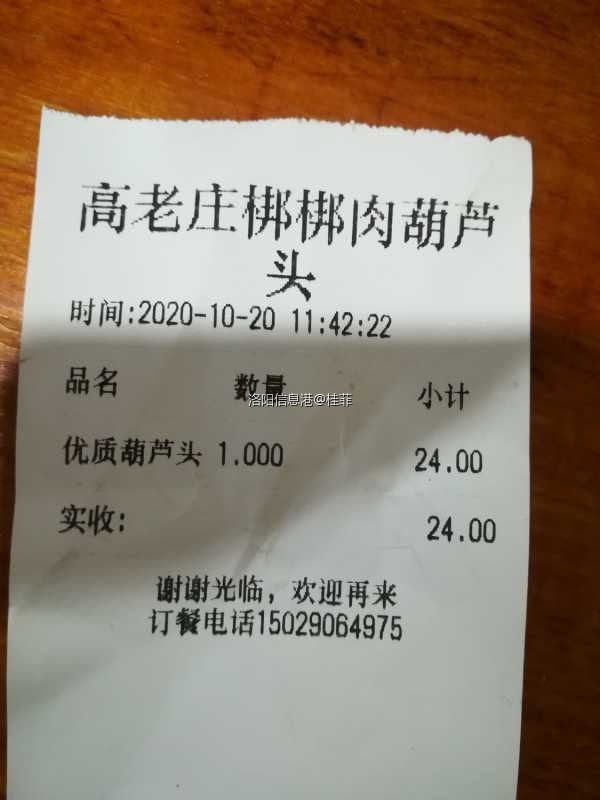 高老庄梆梆肉葫芦
头
时间:2020-10-20 11:42:22
品名 数量 小计
洛阳信息港@桂菲
优质葫芦头 1.000 24.00
实收: 24.00
谢谢光临，欢迎再来
订餐电话15029064975